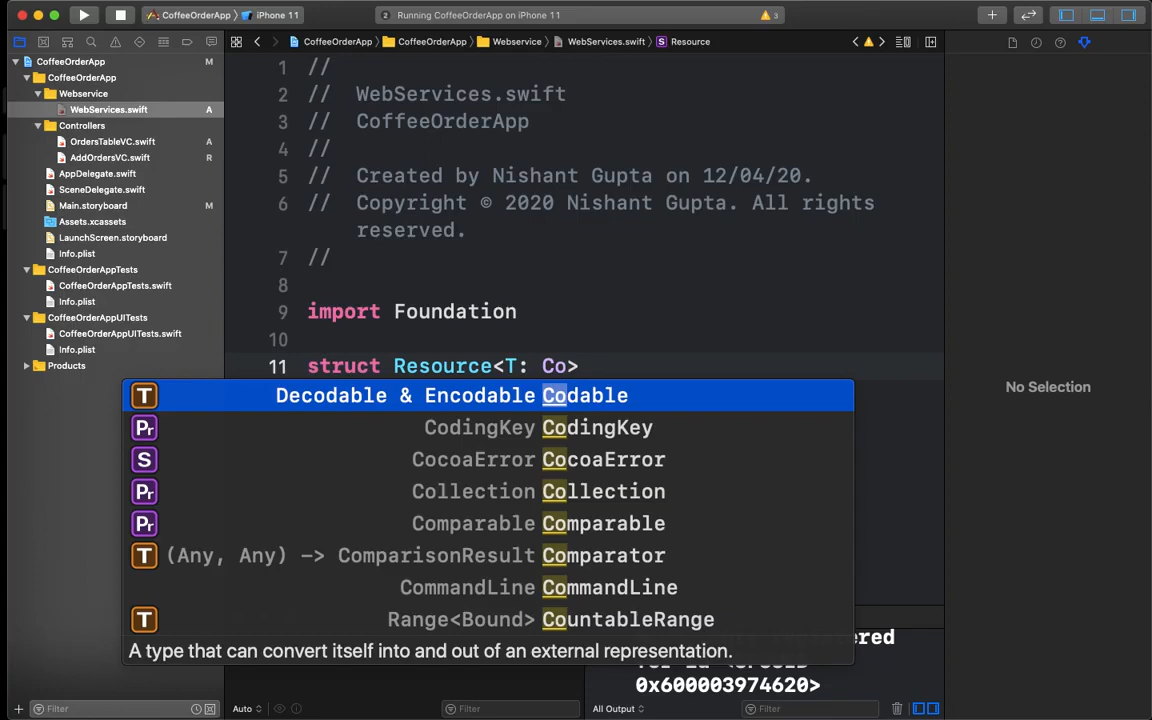 CoffeeOrderApp iPhone 11
2 Running CoffeeOrderApp on iPhone 11
3
CoffeeOrderApp CoffeeOrderApp Webservice WebServices.swift S Resource
CoffeeOrderApp M
CoffeeOrderApp
Webservice
WebServices.swift A
Controllers
OrdersTableVC.swift A
AddOrdersVC.swift R
AppDelegate.swift
SceneDelegate.swift
Main.storyboard M
Assets.xcassets
LaunchScreen.storyboard
Info.plist
CoffeeOrderAppTests
CoffeeOrderAppTests.swift
Info.plist
CoffeeOrderAppUITests
CoffeeOrderAppUITests.swift
Info.plist
Products
1 //
2 // WebServices.swift
3 // CoffeeOrderApp
4 //
5 // Created by Nishant Gupta on 12/04/20.
6 // Copyright © 2020 Nishant Gupta. All rights
reserved.
7 //
8
9 import Foundation
10
11 struct Resource<T: Co>
T Decodable & Encodable Codable
Pr CodingKey CodingKey
S CocoaError CocoaError
Pr Collection Collection
Pr Comparable Comparable
T (Any, Any) -> ComparisonResult Comparator
CommandLine CommandLine
T Range<Bound> CountableRange
A type that can convert itself into and out of an external representation.
0x600003974620>
No Selection
Filter
Auto
Filter
All Output
Filter